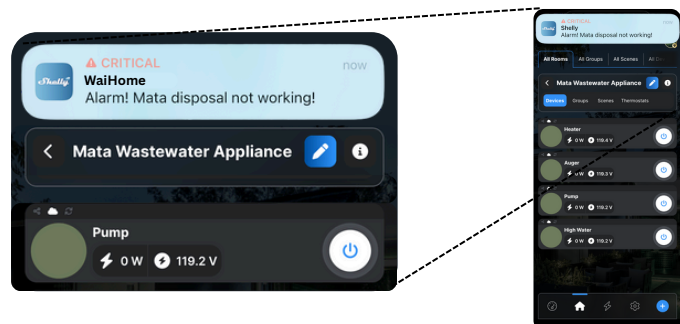 CRITICAL
now
Shelly
WaiHome
Alarm! Mata disposal not working!
Mata Wastewater Appliance
Pump
0 W 119.2 V
CRITICAL
now
Shelly
Alarm! Mata disposal not working!
All Rooms All Groups All Scenes
Mata Wastewater Appliance
Devices Groups Scenes Thermostats
Heater
0 W 119.4 V
Auger
0 W 119.3 V
Pump
0 W 119.2 V
High Water
0 W 119.2 V